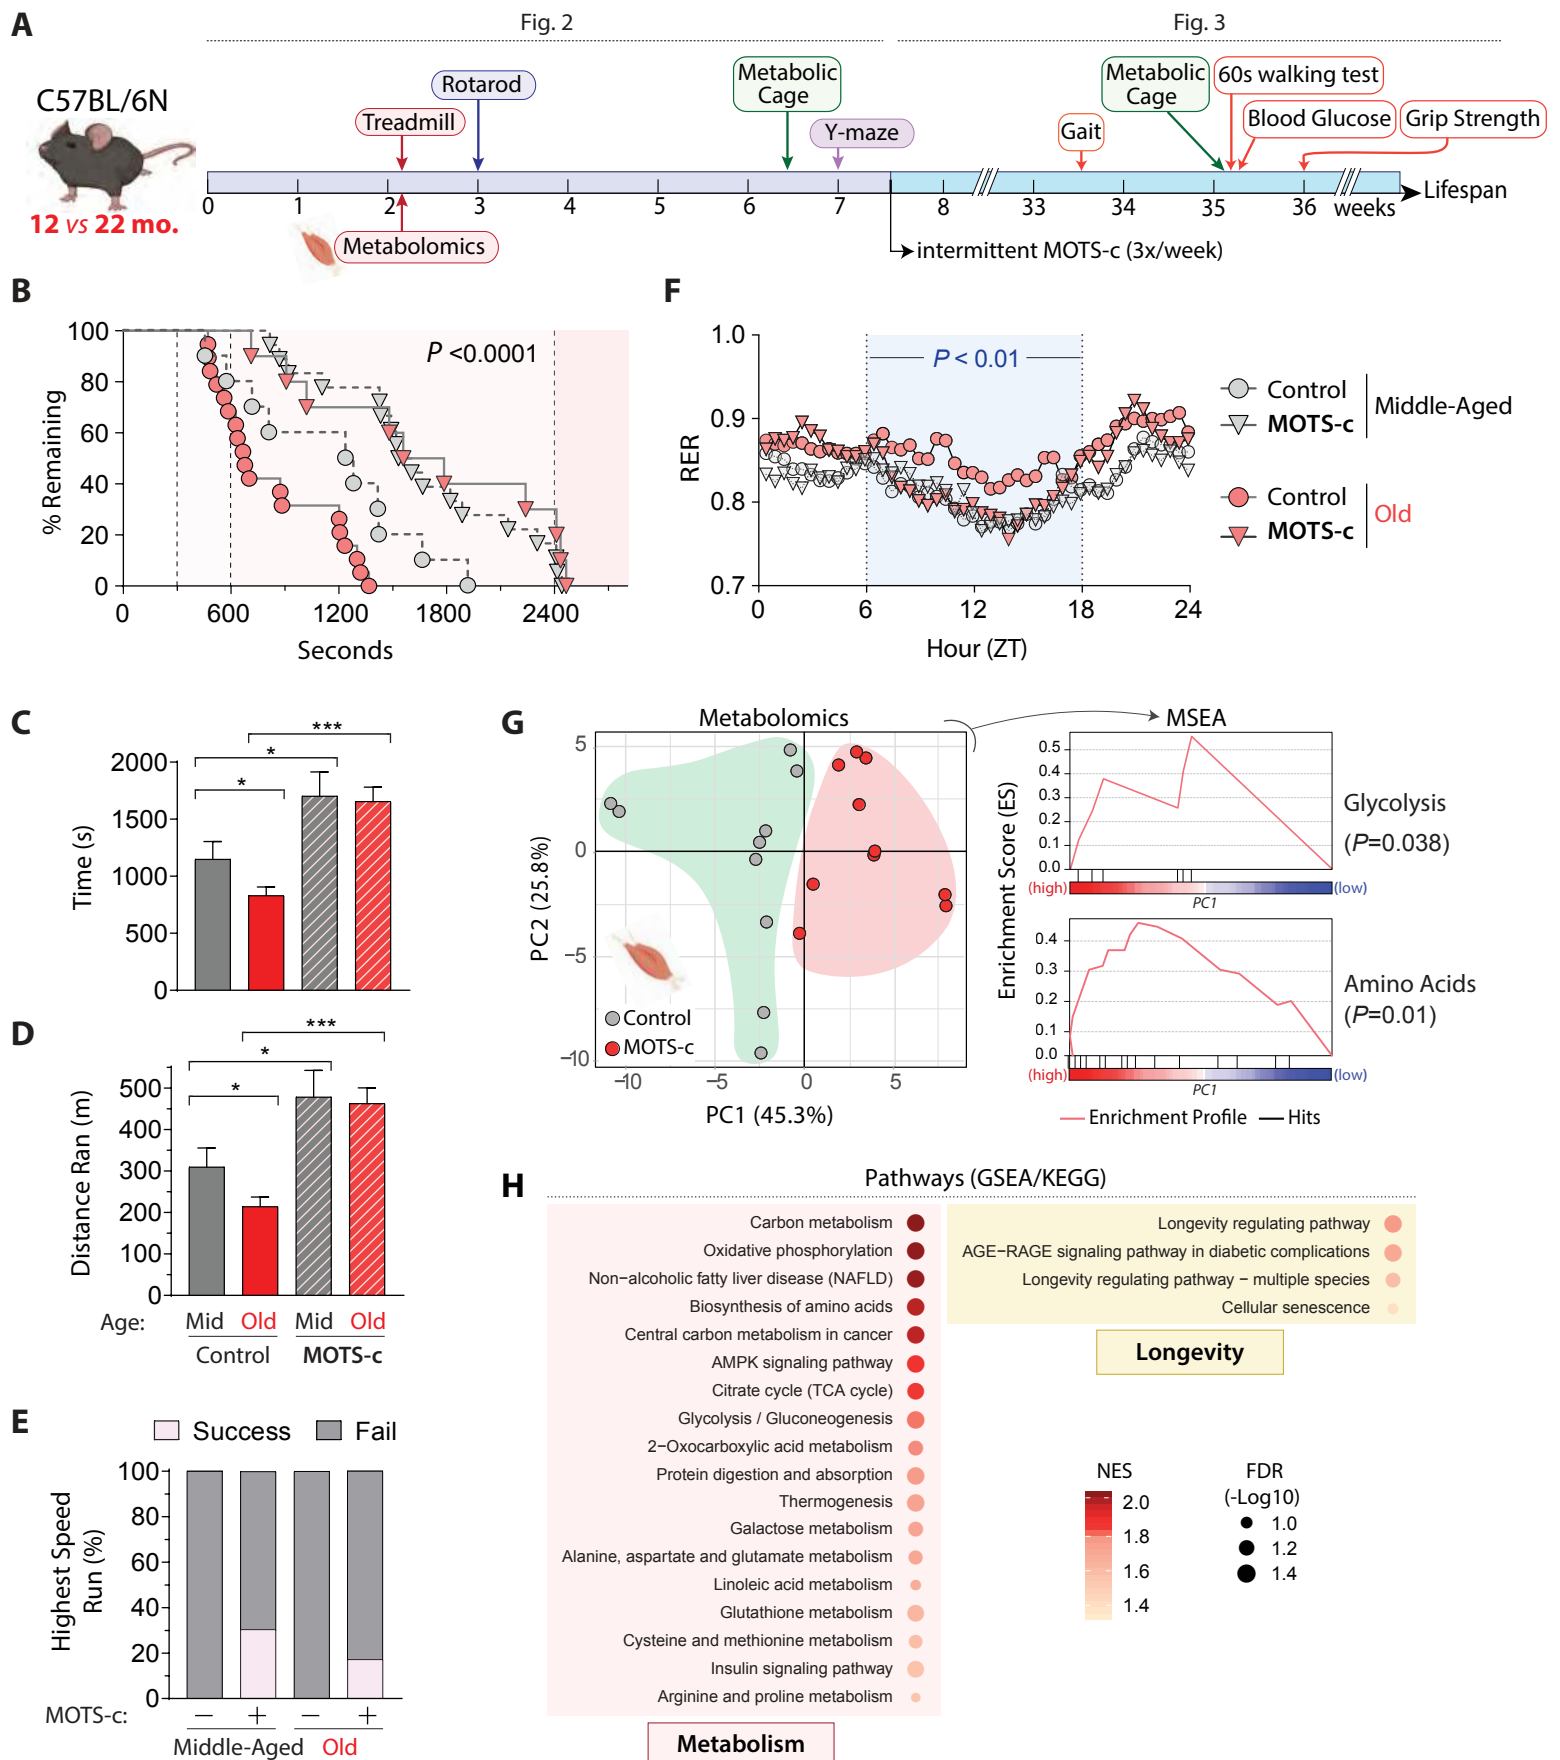 A
Fig. 2
Fig. 3
C57BL/6N
12 vs 22 mo.
Treadmill
Rotarod
Metabolic
Cage
Y-maze
Gait
Metabolic
Cage
60s walking test
Blood Glucose
Grip Strength
0 1 2 3 4 5 6 7 8 33 34 35 36 weeks
Lifespan
Metabolomics
intermittent MOTS-c (3x/week)
B
% Remaining
100
80
60
40
20
0
P <0.0001
0 600 1200 1800 2400
Seconds
F
RER
1.0
0.9
0.8
0.7
P < 0.01
0 6 12 18 24
Hour (ZT)
Control
MOTS-c
Middle-Aged
Control
MOTS-c
Old
C
Time (s)
2000
1500
1000
500
0
***
*
*
D
Distance Ran (m)
500
400
300
200
100
0
***
*
*
Age: Mid Old Mid Old
Control MOTS-c
E
Success Fail
Highest Speed
Run (%)
100
80
60
40
20
0
MOTS-c: − + − +
Middle-Aged Old
G
Metabolomics
PC2 (25.8%)
5
0
−5
−10
Control
MOTS-c
−10 −5 0 5
PC1 (45.3%)
MSEA
Enrichment Score (ES)
0.5
0.4
0.3
0.2
0.1
0.0
(high) (low)
PC1
Glycolysis
(P=0.038)
0.4
0.3
0.2
0.1
0.0
(high) (low)
PC1
Amino Acids
(P=0.01)
Enrichment Profile Hits
H
Pathways (GSEA/KEGG)
Carbon metabolism
Oxidative phosphorylation
Non−alcoholic fatty liver disease (NAFLD)
Biosynthesis of amino acids
Central carbon metabolism in cancer
AMPK signaling pathway
Citrate cycle (TCA cycle)
Glycolysis / Gluconeogenesis
2−Oxocarboxylic acid metabolism
Protein digestion and absorption
Thermogenesis
Galactose metabolism
Alanine, aspartate and glutamate metabolism
Linoleic acid metabolism
Glutathione metabolism
Cysteine and methionine metabolism
Insulin signaling pathway
Arginine and proline metabolism
Metabolism
Longevity regulating pathway
AGE−RAGE signaling pathway in diabetic complications
Longevity regulating pathway − multiple species
Cellular senescence
Longevity
NES
2.0
1.8
1.6
1.4
FDR
(-Log10)
1.0
1.2
1.4